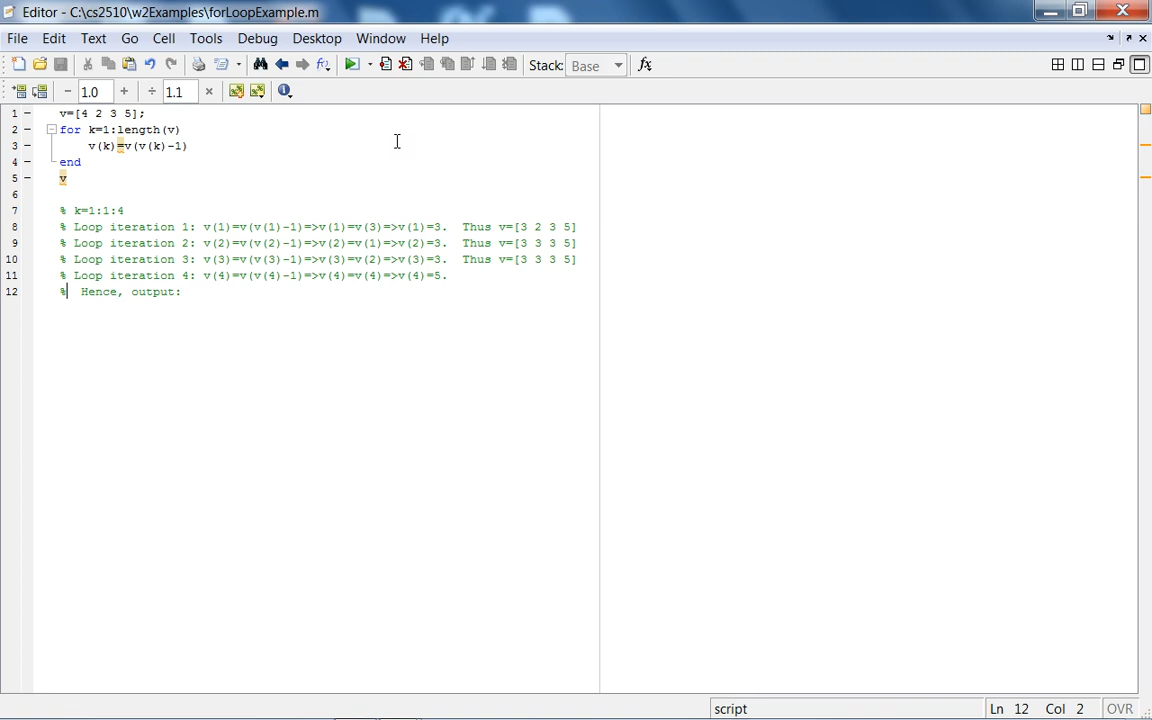 Editor - C:\cs2510\w2Examples\forLoopExample.m
File Edit Text Go Cell Tools Debug Desktop Window Help
Stack: Base fx
− 1.0 + ÷ 1.1 ×
1 – v=[4 2 3 5];
2 – for k=1:length(v)
3 – v(k)=v(v(k)-1)
4 – end
5 – v
6
7 % k=1:1:4
8 % Loop iteration 1: v(1)=v(v(1)-1)=>v(1)=v(3)=>v(1)=3. Thus v=[3 2 3 5]
9 % Loop iteration 2: v(2)=v(v(2)-1)=>v(2)=v(1)=>v(2)=3. Thus v=[3 3 3 5]
10 % Loop iteration 3: v(3)=v(v(3)-1)=>v(3)=v(2)=>v(3)=3. Thus v=[3 3 3 5]
11 % Loop iteration 4: v(4)=v(v(4)-1)=>v(4)=v(4)=>v(4)=5.
12 % Hence, output:
script Ln 12 Col 2 OVR